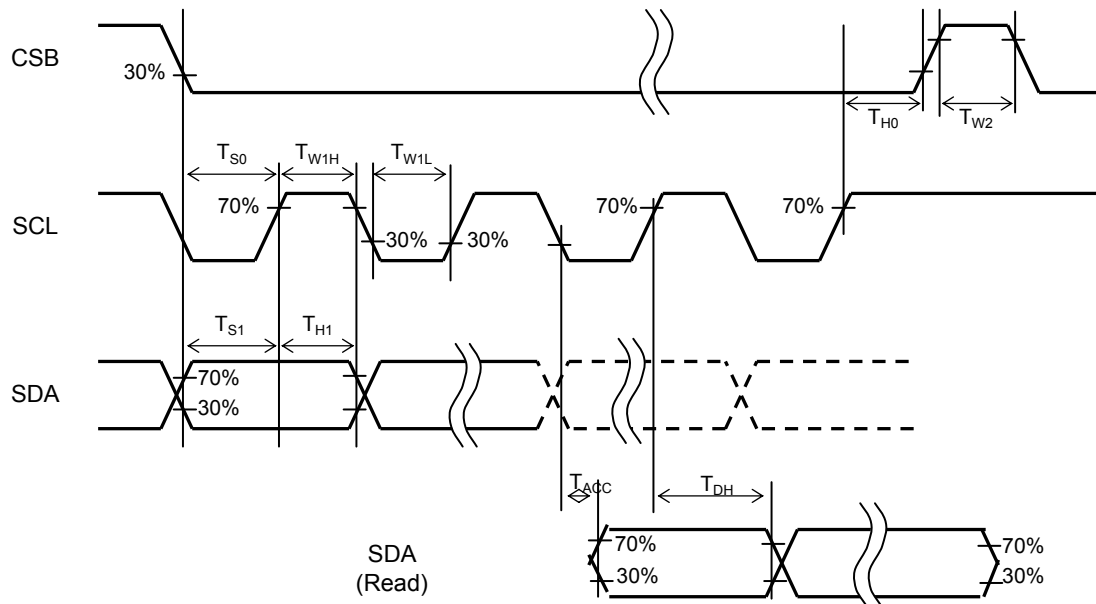 CSB
30%
T_H0
T_W2
T_S0
T_W1H
T_W1L
SCL
70%
30%
30%
70%
70%
T_S1
T_H1
SDA
70%
30%
T_ACC
T_DH
SDA
(Read)
70%
30%
70%
30%